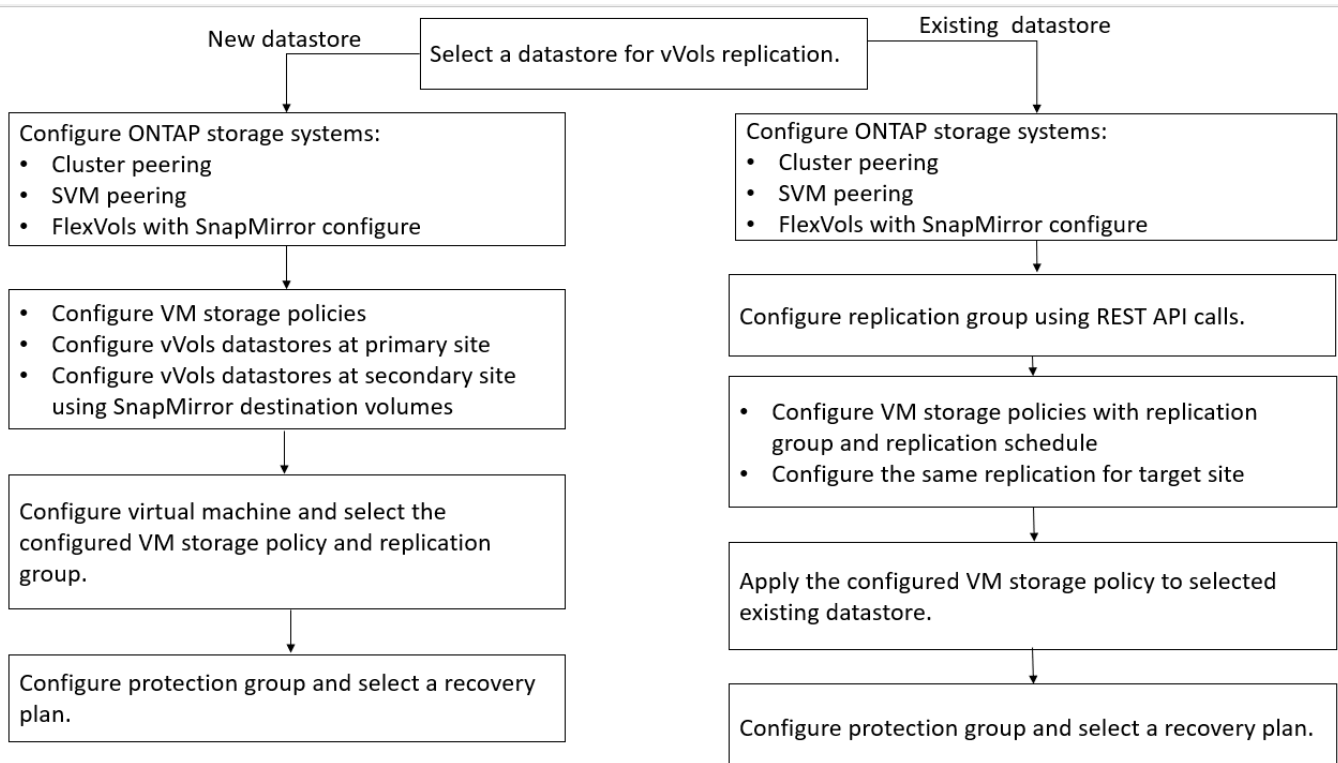 New datastore
Select a datastore for vVols replication.
Existing datastore
Configure ONTAP storage systems:
• Cluster peering
• SVM peering
• FlexVols with SnapMirror configure
• Configure VM storage policies
• Configure vVols datastores at primary site
• Configure vVols datastores at secondary site
using SnapMirror destination volumes
Configure virtual machine and select the
configured VM storage policy and replication
group.
Configure protection group and select a recovery
plan.
Configure ONTAP storage systems:
• Cluster peering
• SVM peering
• FlexVols with SnapMirror configure
Configure replication group using REST API calls.
• Configure VM storage policies with replication
group and replication schedule
• Configure the same replication for target site
Apply the configured VM storage policy to selected
existing datastore.
Configure protection group and select a recovery plan.